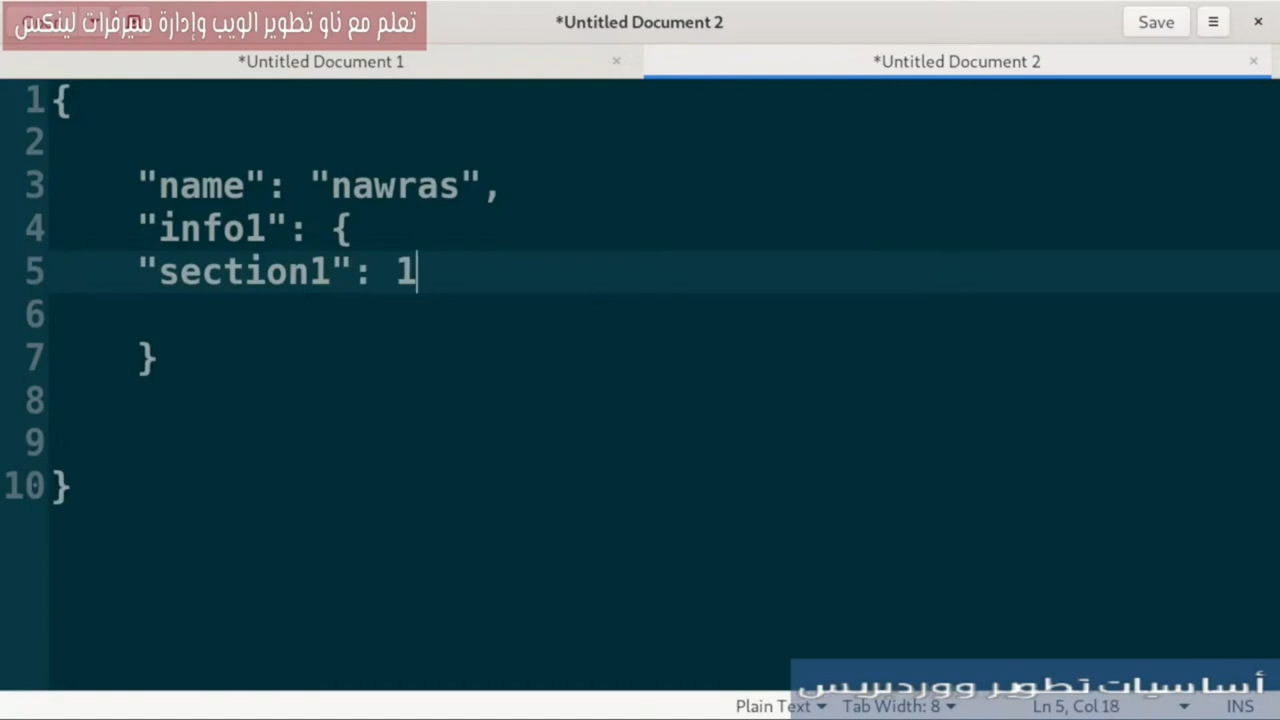 تعلم مع ناو تطوير الويب وإدارة سيرفرات لينكس
*Untitled Document 2
Save
*Untitled Document 1
*Untitled Document 2
1 {
2
3 "name": "nawras",
4 "info1": {
5 "section1": 1
6
7 }
8
9
10 }
أساسيات تطوير ووردبريس
Plain Text
Tab Width: 8
Ln 5, Col 18
INS